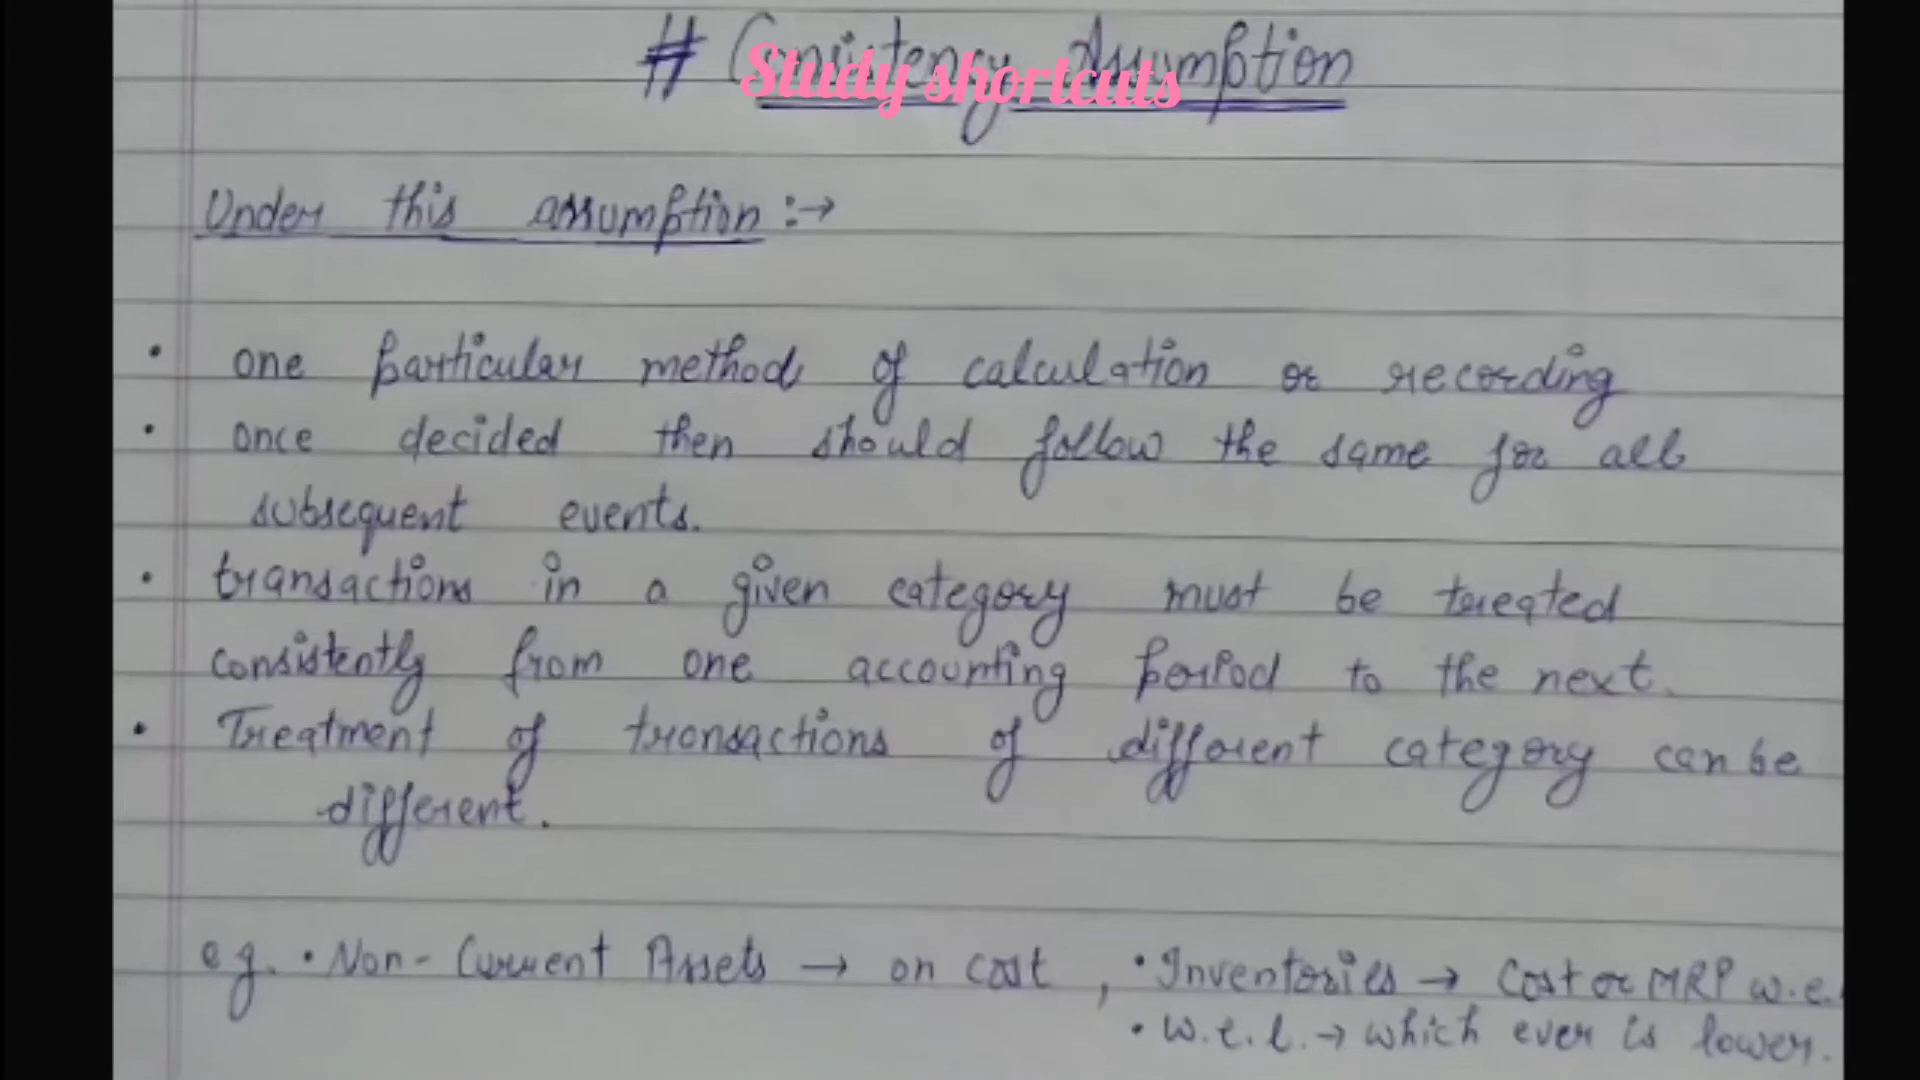 # Consistency Assumption
Study shortcuts
Under this assumption :→
• one particular method of calculation or recording
• once decided then should follow the same for all
subsequent events.
• transactions in a given category must be treated
consistently from one accounting period to the next.
• Treatment of transactions of different category can be
different.
e.g. • Non-Current Assets → on cost , • Inventories → Cost or MRP w.e.
• w.e.l. → which ever is lower.